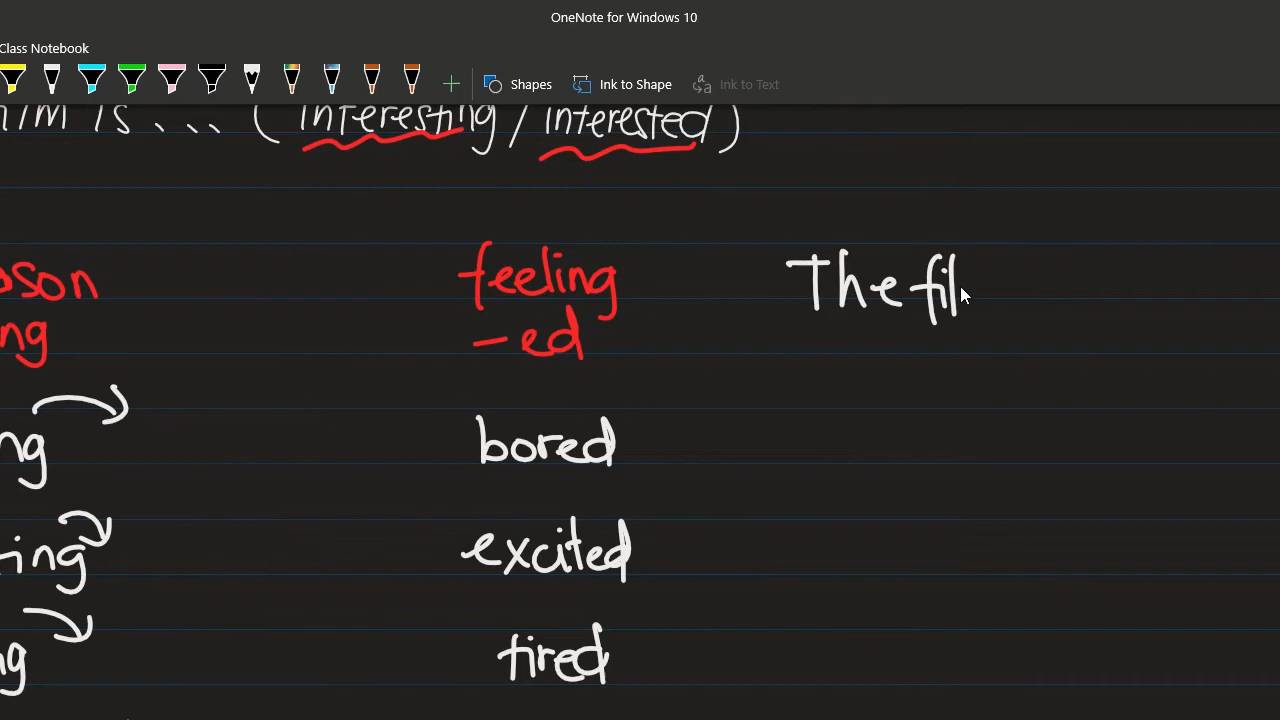 OneNote for Windows 10
Class Notebook
Shapes Ink to Shape Ink to Text
is .... ( interesting / interested )
feeling The fil
-ed
bored
excited
tired